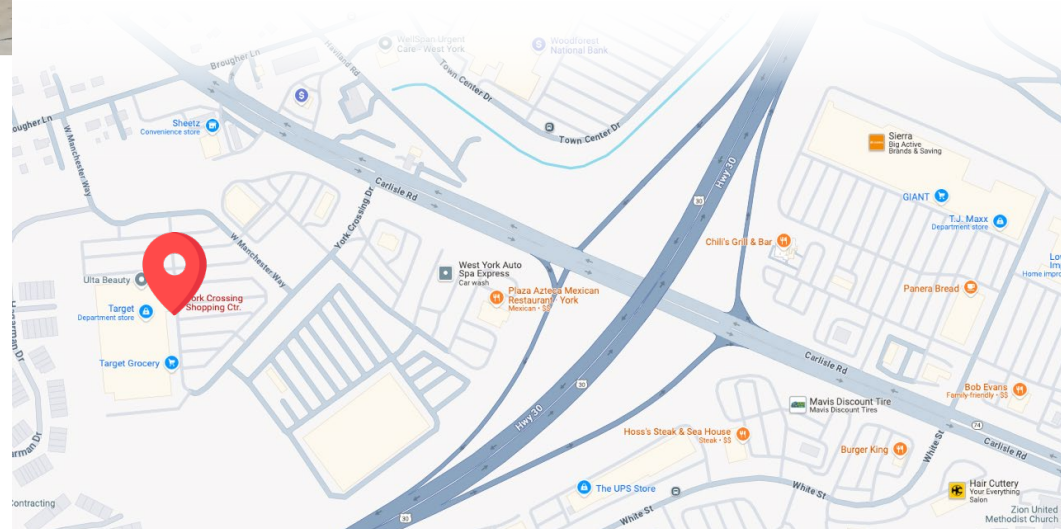 WellSpan Urgent
Care - West York
Woodforest
National Bank
Haviland Rd
Brougher Ln
Town Center Dr
Town Center Dr
Sheetz
Convenience store
W Manchester Way
Carlisle Rd
Hwy 30
30
Sierra
Big Active
Brands & Saving
GIANT
T.J. Maxx
Department store
York Crossing Dr
W Manchester Way
Chili's Grill & Bar
West York Auto
Spa Express
Car wash
Ulta Beauty
Plaza Azteca Mexican
Restaurant · York
Mexican • $$
Panera Bread
Home
Crossing
Shopping Ctr.
Target
Department store
Target Grocery
Carlisle Rd
30
Bob Evans
Family-friendly • $$
Mavis Discount Tire
Mavis Discount Tires
Hwy 30
Hoss's Steak & Sea House
Steak • $$
74
Carlisle Rd
Burger King
White St
The UPS Store
White St
Hair Cuttery
Your Everything
Salon
White St
30
Zion United
Methodist Church